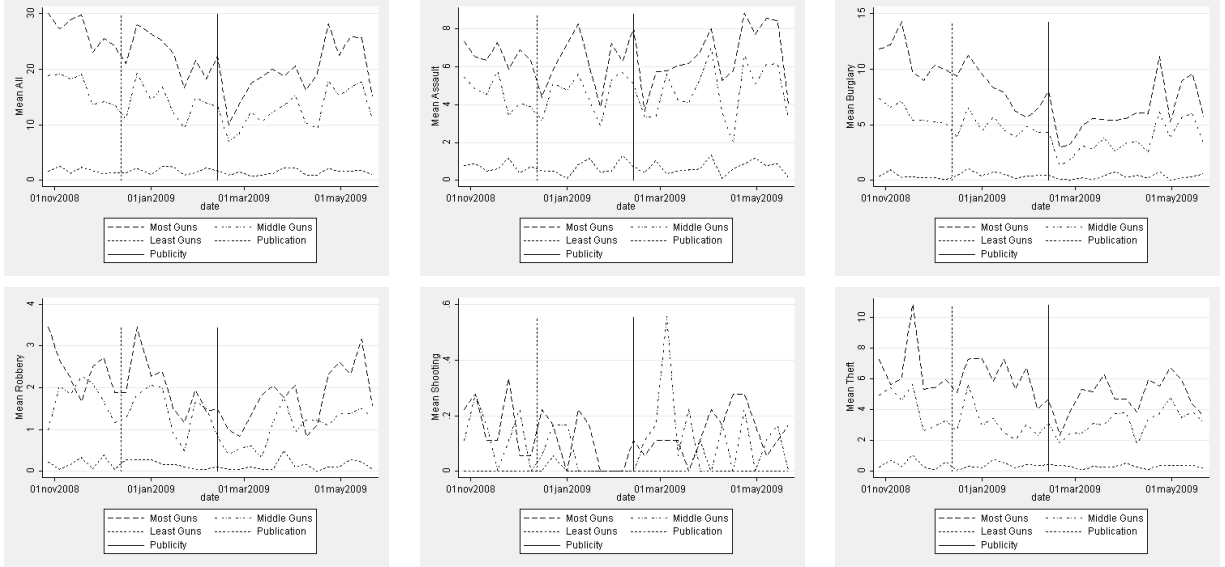 Mean All
30
20
10
0
01nov2008 01jan2009 01mar2009 01may2009
date
Most Guns Middle Guns
Least Guns Publication
Publicity
Mean Assault
8
6
4
2
0
01nov2008 01jan2009 01mar2009 01may2009
date
Most Guns Middle Guns
Least Guns Publication
Publicity
Mean Burglary
15
10
5
0
01nov2008 01jan2009 01mar2009 01may2009
date
Most Guns Middle Guns
Least Guns Publication
Publicity
Mean Robbery
4
3
2
1
0
01nov2008 01jan2009 01mar2009 01may2009
date
Most Guns Middle Guns
Least Guns Publication
Publicity
Mean Shooting
.6
.4
.2
0
01nov2008 01jan2009 01mar2009 01may2009
date
Most Guns Middle Guns
Least Guns Publication
Publicity
Mean Theft
10
8
6
4
2
0
01nov2008 01jan2009 01mar2009 01may2009
date
Most Guns Middle Guns
Least Guns Publication
Publicity